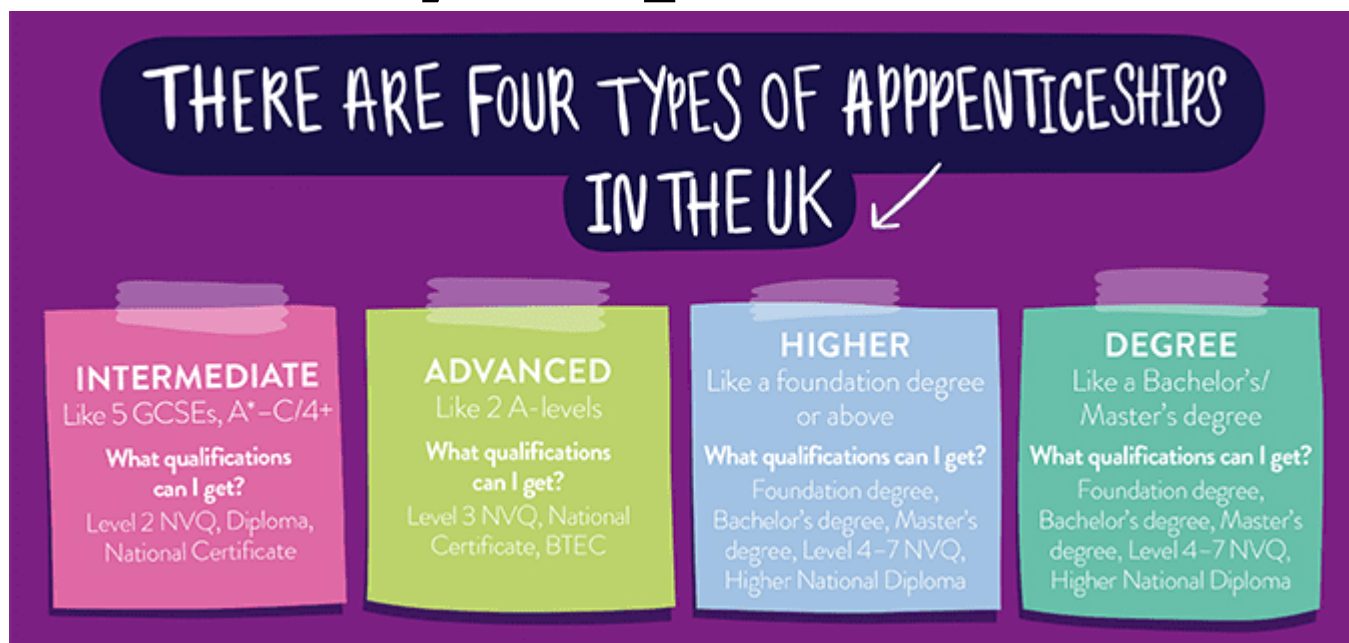 THERE ARE FOUR TYPES OF APPPENTICESHIPS
IN THE UK
INTERMEDIATE
Like 5 GCSEs, A*–C/4+
What qualifications
can I get?
Level 2 NVQ, Diploma,
National Certificate
ADVANCED
Like 2 A-levels
What qualifications
can I get?
Level 3 NVQ, National
Certificate, BTEC
HIGHER
Like a foundation degree
or above
What qualifications can I get?
Foundation degree,
Bachelor's degree, Master's
degree, Level 4–7 NVQ,
Higher National Diploma
DEGREE
Like a Bachelor's/
Master's degree
What qualifications can I get?
Foundation degree,
Bachelor's degree, Master's
degree, Level 4–7 NVQ,
Higher National Diploma